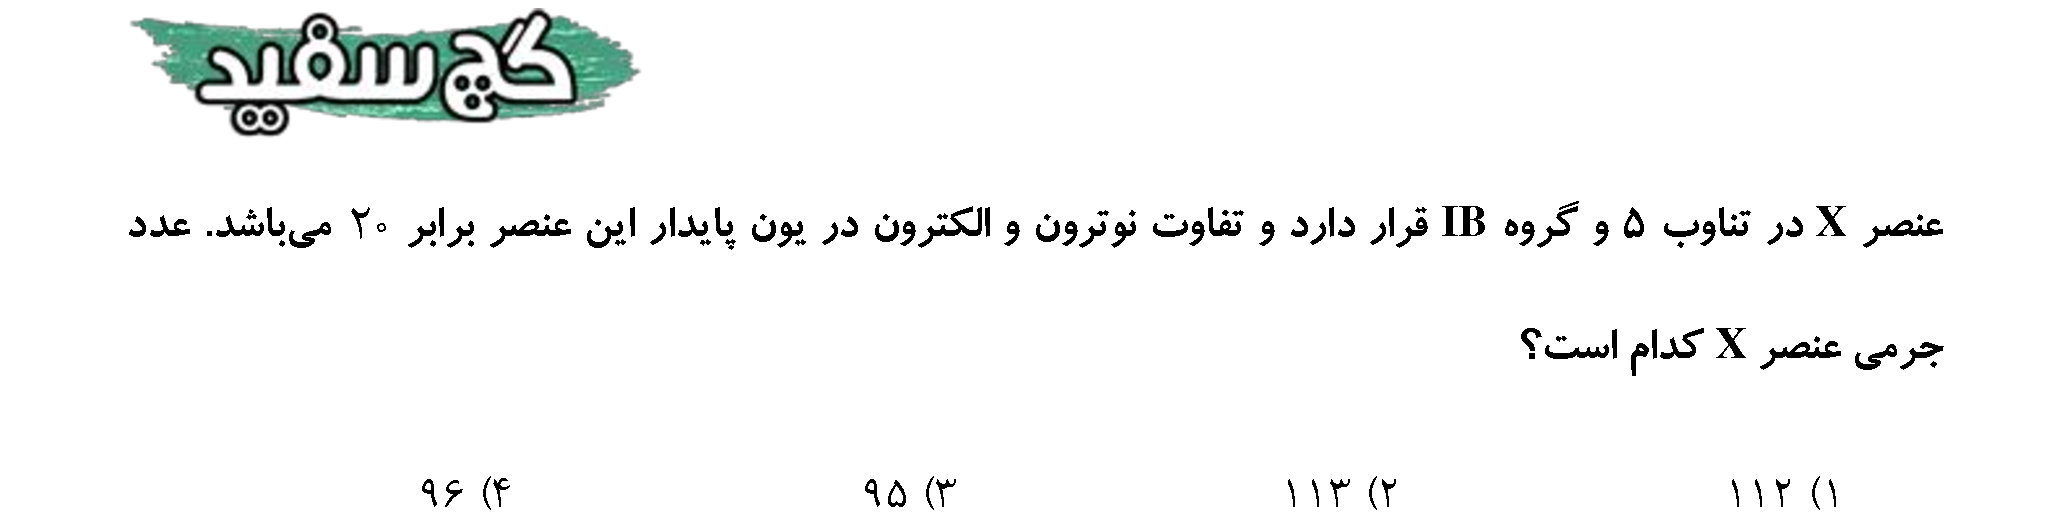 گچ سفید
عنصر X در تناوب ۵ و گروه IB قرار دارد و تفاوت نوترون و الکترون در یون پایدار این عنصر برابر ۲۰ می‌باشد. عدد
جرمی عنصر X کدام است؟
۱) ۱۱۲ ۲) ۱۱۳ ۳) ۹۵ ۴) ۹۶